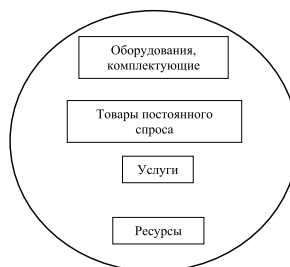 Оборудования,
комплектующие
Товары постоянного
спроса
Услуги
Ресурсы